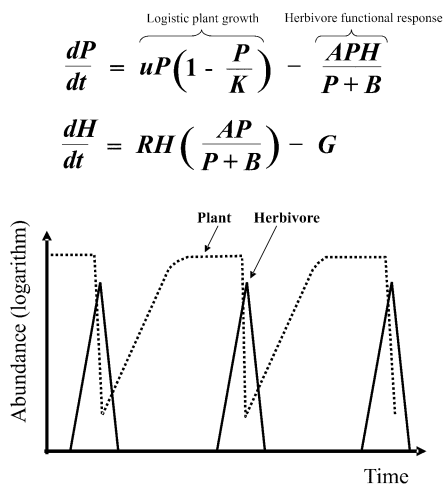 Logistic plant growth Herbivore functional response
dP/dt = uP(1 - P/K) − APH/P + B
dH/dt = RH(AP/P + B) − G
Plant Herbivore
Abundance (logarithm)
Time